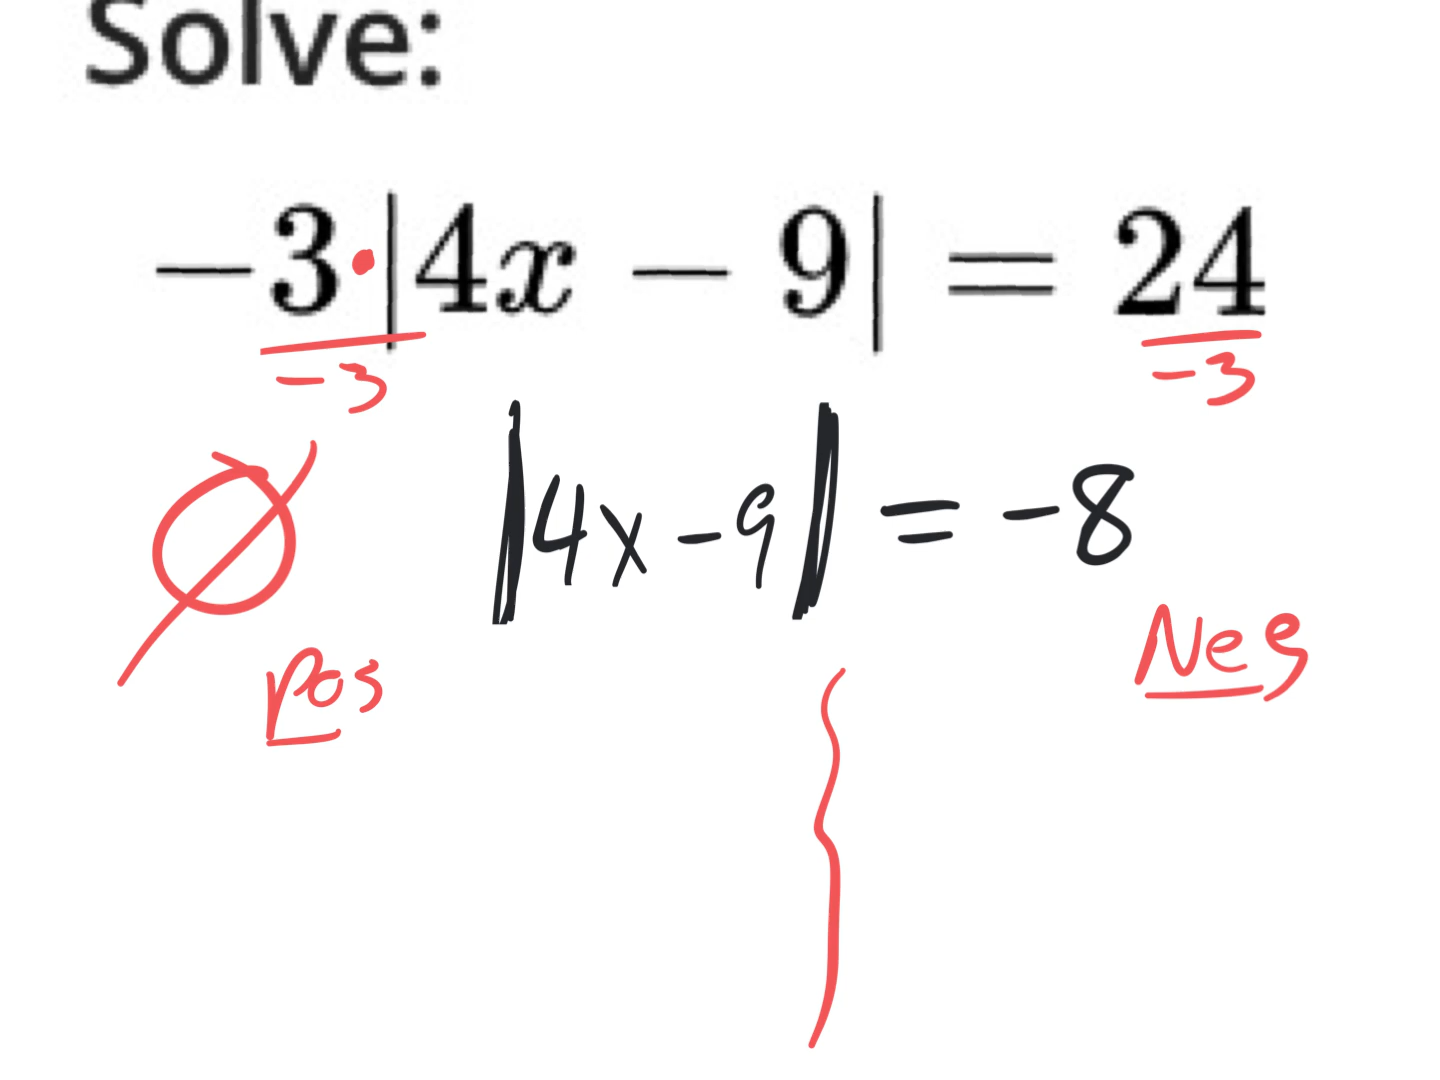 Solve:
−3·|4x − 9| = 24
−3 −3
|4x−9| = −8
∅
Neg
pos